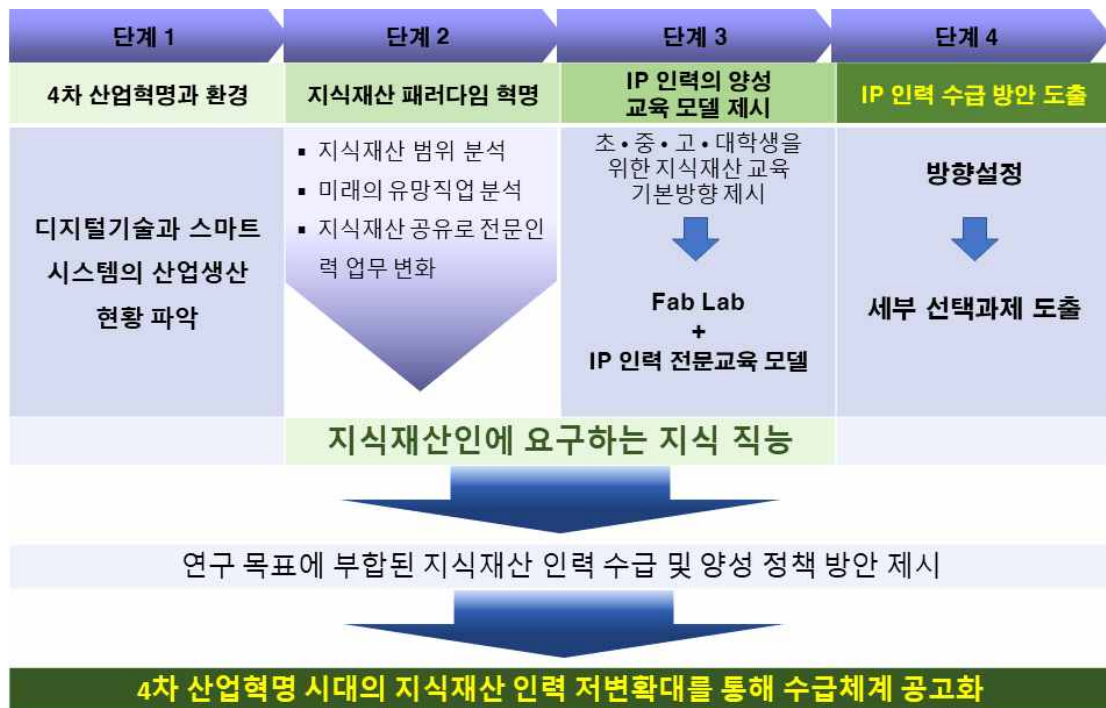 단계 1
단계 2
단계 3
단계 4
4차 산업혁명과 환경
지식재산 패러다임 혁명
IP 인력의 양성
교육 모델 제시
IP 인력 수급 방안 도출
디지털기술과 스마트
시스템의 산업생산
현황 파악
▪ 지식재산 범위 분석
▪ 미래의 유망직업 분석
▪ 지식재산 공유로 전문인
력 업무 변화
초 • 중 • 고 • 대학생을
위한 지식재산 교육
기본방향 제시
Fab Lab
+
IP 인력 전문교육 모델
방향설정
세부 선택과제 도출
지식재산인에 요구하는 지식 직능
연구 목표에 부합된 지식재산 인력 수급 및 양성 정책 방안 제시
4차 산업혁명 시대의 지식재산 인력 저변확대를 통해 수급체계 공고화